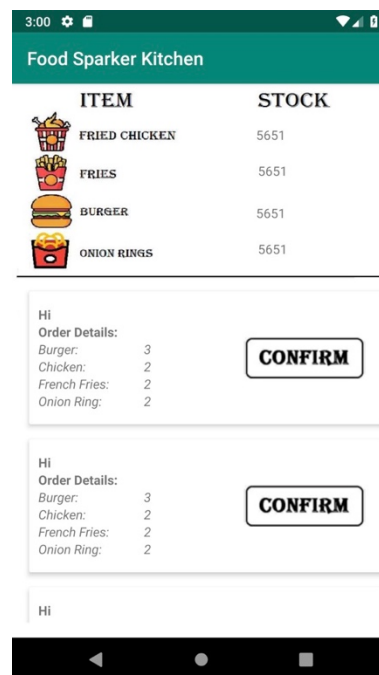 3:00
Food Sparker Kitchen
ITEM STOCK
FRIED CHICKEN 5651
FRIES 5651
BURGER 5651
ONION RINGS 5651
Hi
Order Details:
Burger: 3
Chicken: 2
French Fries: 2
Onion Ring: 2
CONFIRM
Hi
Order Details:
Burger: 3
Chicken: 2
French Fries: 2
Onion Ring: 2
CONFIRM
Hi